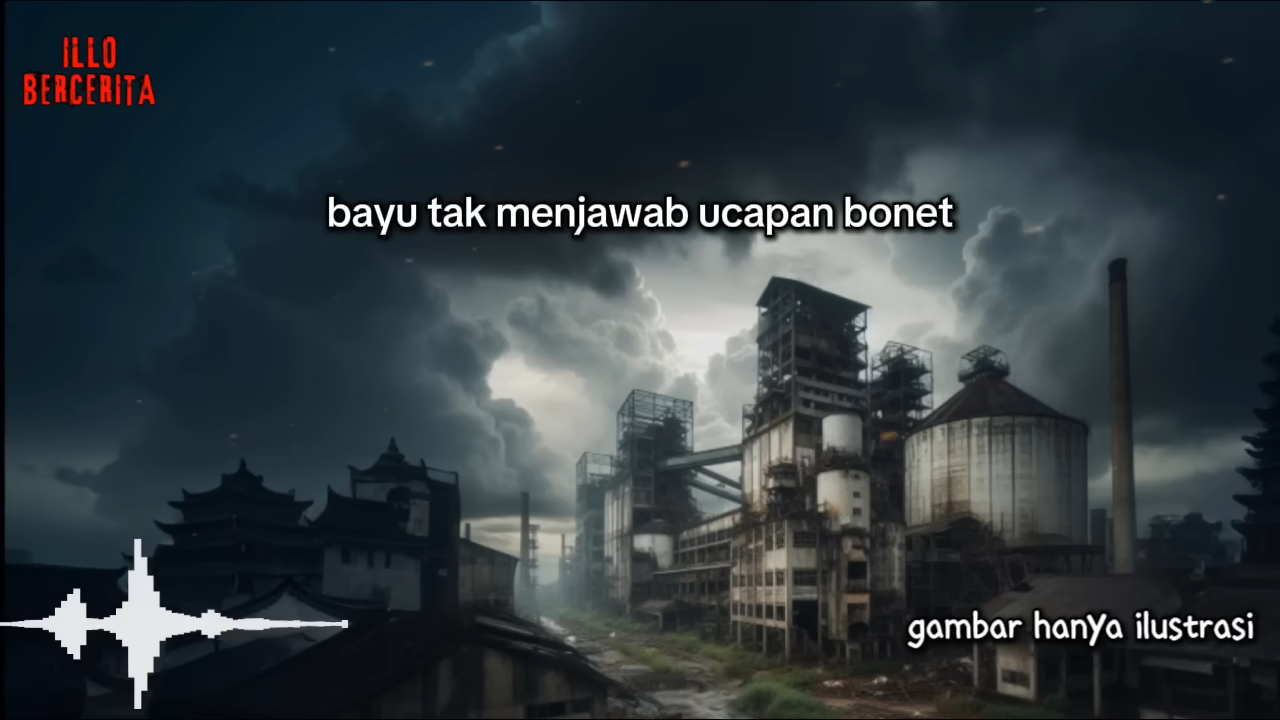 ILLO
BERCERITA
bayu tak menjawab ucapan bonet
gambar hanya ilustrasi